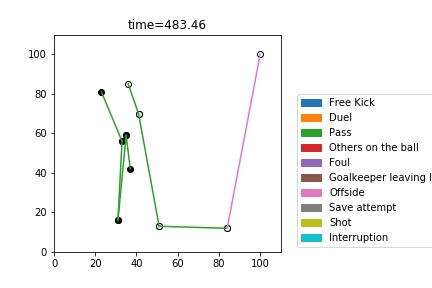 time=483.46
100
80
60
40
20
0
0 20 40 60 80 100
Free Kick
Duel
Pass
Others on the ball
Foul
Goalkeeper leaving l
Offside
Save attempt
Shot
Interruption